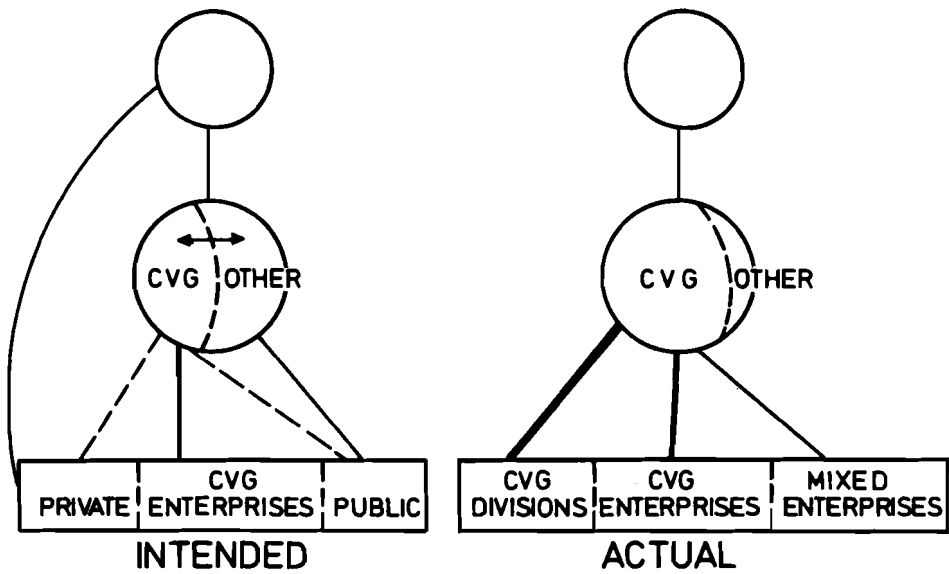 CVG OTHER
PRIVATE
CVG
ENTERPRISES
PUBLIC
INTENDED
CVG OTHER
CVG
DIVISIONS
CVG
ENTERPRISES
MIXED
ENTERPRISES
ACTUAL